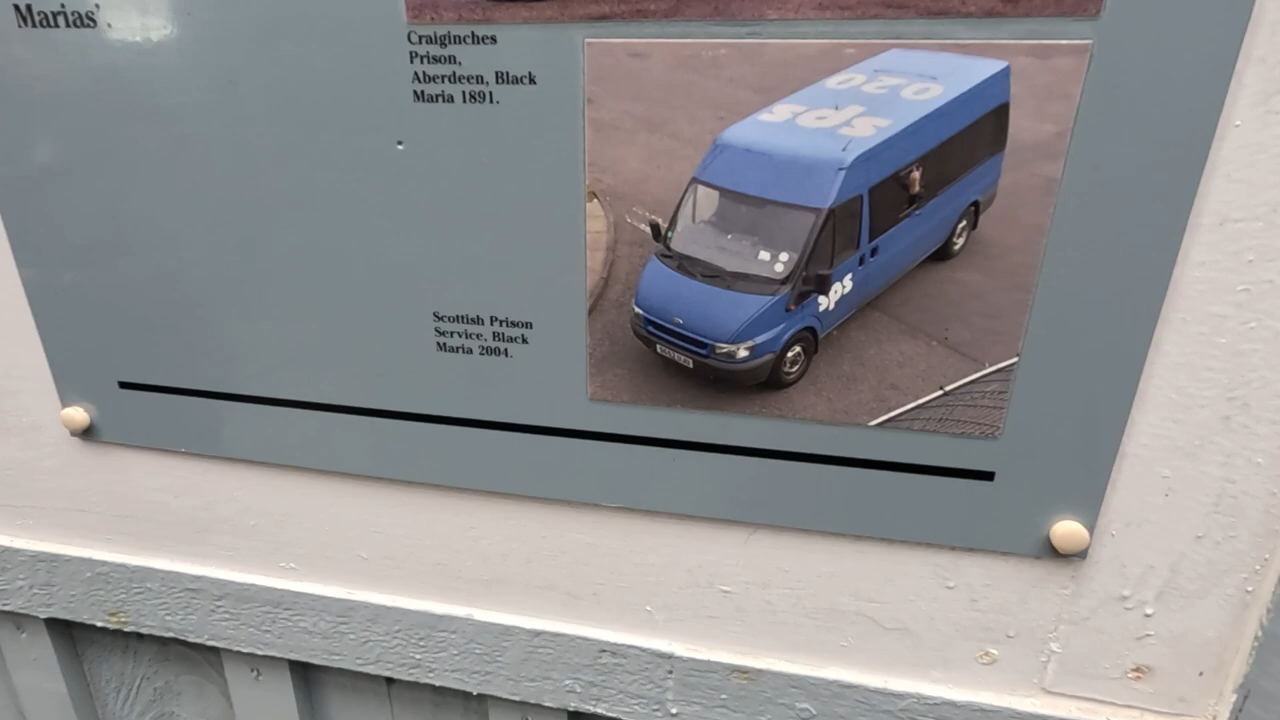 Marias'.
Craiginches
Prison,
Aberdeen, Black
Maria 1891.
020
sps
sps
Scottish Prison
Service, Black
Maria 2004.